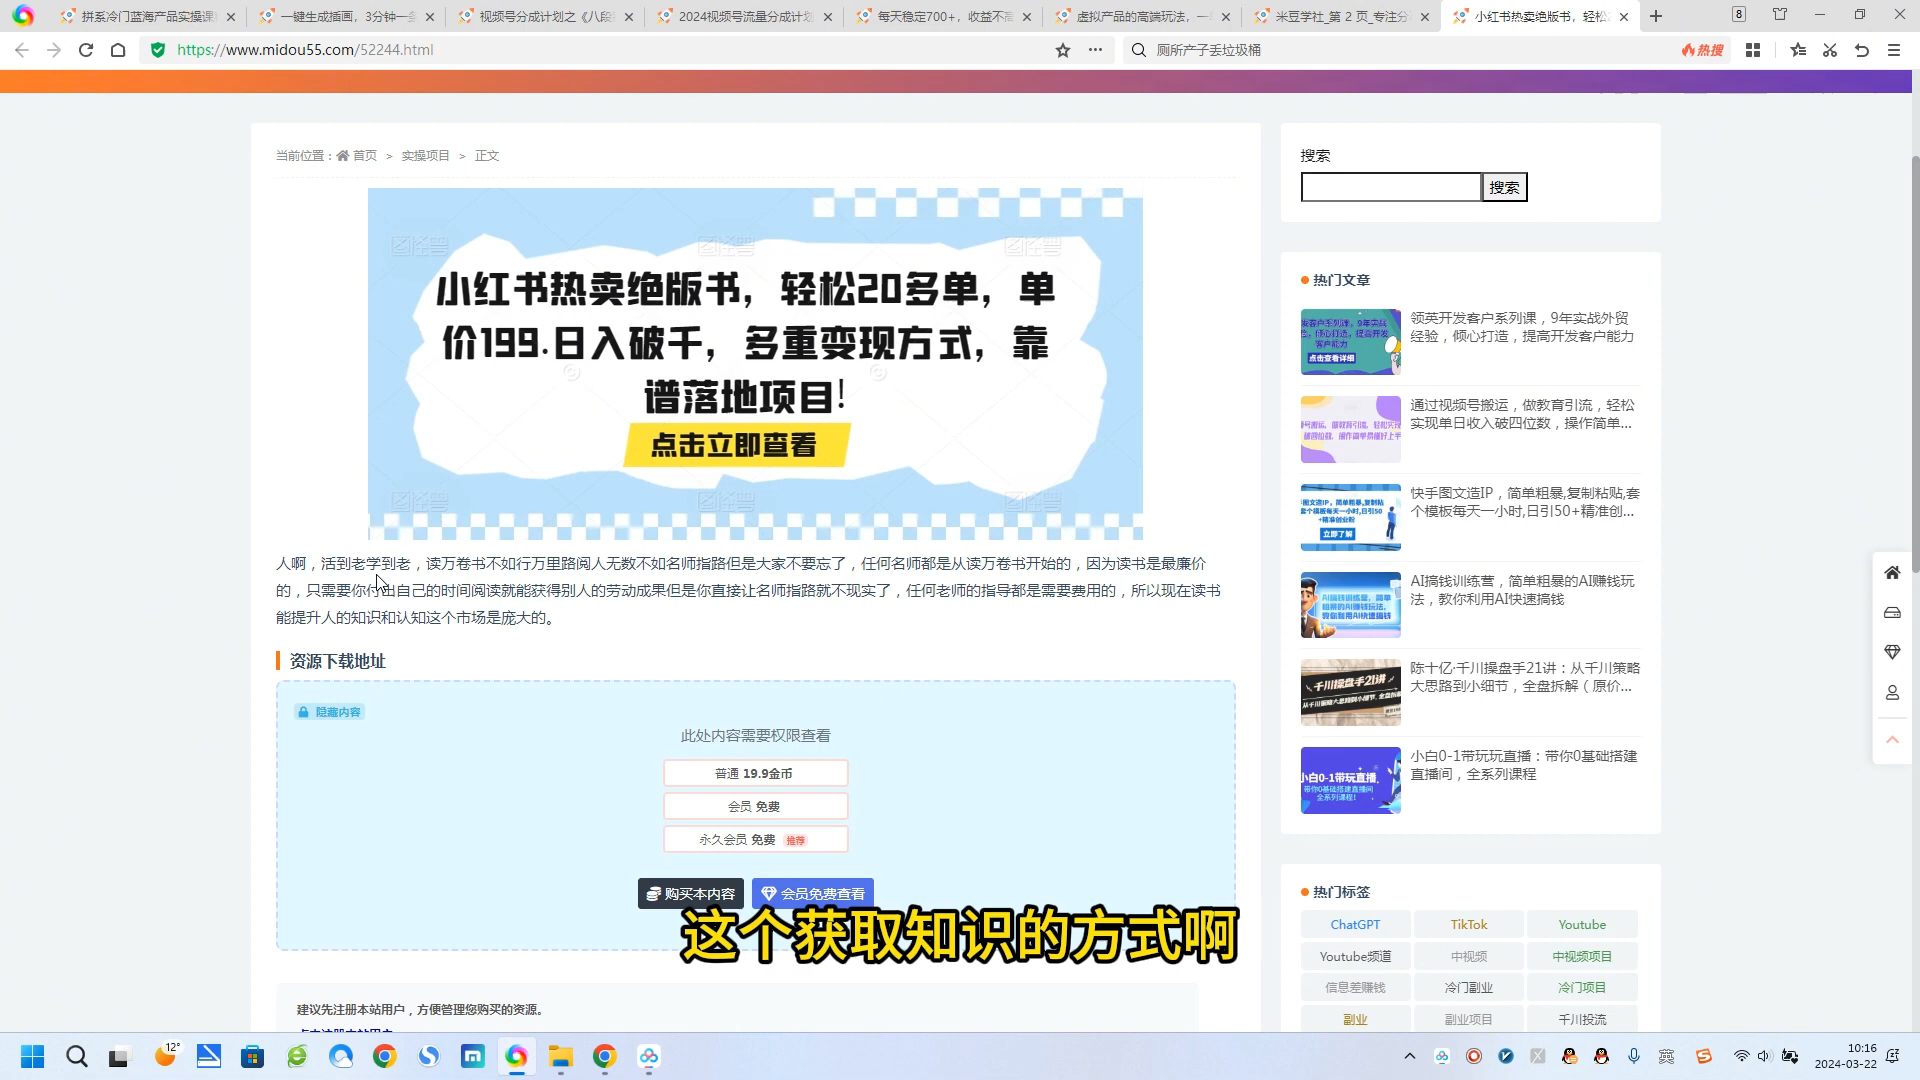 拼系冷门蓝海产品实操课
一键生成插画，3分钟一条
视频号分成计划之《八段
2024视频号流量分成计划
每天稳定700+，收益不
虚拟产品的高端玩法，一
米豆学社_第 2 页_专注分
小红书热卖绝版书，轻松
8
https://www.midou55.com/52244.html
厕所产子丢垃圾桶
热搜
当前位置： 首页 > 实操项目 > 正文
小红书热卖绝版书，轻松20多单，单
价199.日入破千，多重变现方式，靠
谱落地项目！
点击立即查看
人啊，活到老学到老，读万卷书不如行万里路阅人无数不如名师指路但是大家不要忘了，任何名师都是从读万卷书开始的，因为读书是最廉价
的，只需要你付出自己的时间阅读就能获得别人的劳动成果但是你直接让名师指路就不现实了，任何老师的指导都是需要费用的，所以现在读书
能提升人的知识和认知这个市场是庞大的。
资源下载地址
隐藏内容
此处内容需要权限查看
普通 19.9金币
会员 免费
永久会员 免费 推荐
购买本内容
会员免费查看
这个获取知识的方式啊
建议先注册本站用户，方便管理您购买的资源。
搜索
搜索
热门文章
领英开发客户系列课，9年实战外贸
经验，倾心打造，提高开发客户能力
通过视频号搬运，做教育引流，轻松
实现单日收入破四位数，操作简单...
快手图文造IP，简单粗暴,复制粘贴,套
个模板每天一小时,日引50+精准创...
AI搞钱训练营，简单粗暴的AI赚钱玩
法，教你利用AI快速搞钱
陈十亿·千川操盘手21讲：从千川策略
大思路到小细节，全盘拆解（原价...
小白0-1带玩玩直播：带你0基础搭建
直播间，全系列课程
热门标签
ChatGPT
TikTok
Youtube
Youtube频道
中视频
中视频项目
信息差赚钱
冷门副业
冷门项目
副业
副业项目
千川投流
12°
英
10:16
2024-03-22